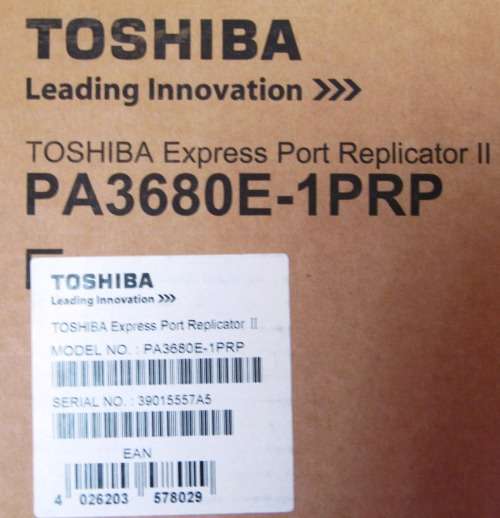 TOSHIBA
Leading Innovation >>>
TOSHIBA Express Port Replicator II
PA3680E-1PRP
TOSHIBA
Leading Innovation >>>
TOSHIBA Express Port Replicator II
MODEL NO. : PA3680E-1PRP
SERIAL NO. : 39015557A5
EAN
4 026203 578029